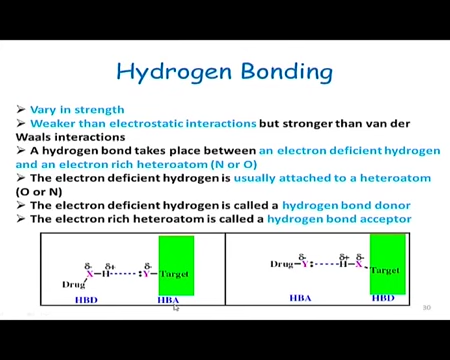 Hydrogen Bonding
➢ Vary in strength
➢ Weaker than electrostatic interactions but stronger than van der
Waals interactions
➢ A hydrogen bond takes place between an electron deficient hydrogen
and an electron rich heteroatom (N or O)
➢ The electron deficient hydrogen is usually attached to a heteroatom
(O or N)
➢ The electron deficient hydrogen is called a hydrogen bond donor
➢ The electron rich heteroatom is called a hydrogen bond acceptor
δ- δ+ δ-
X H :Y Target
Drug
HBD HBA
δ- δ+ δ-
Drug Y: H X
Target
HBA HBD
30